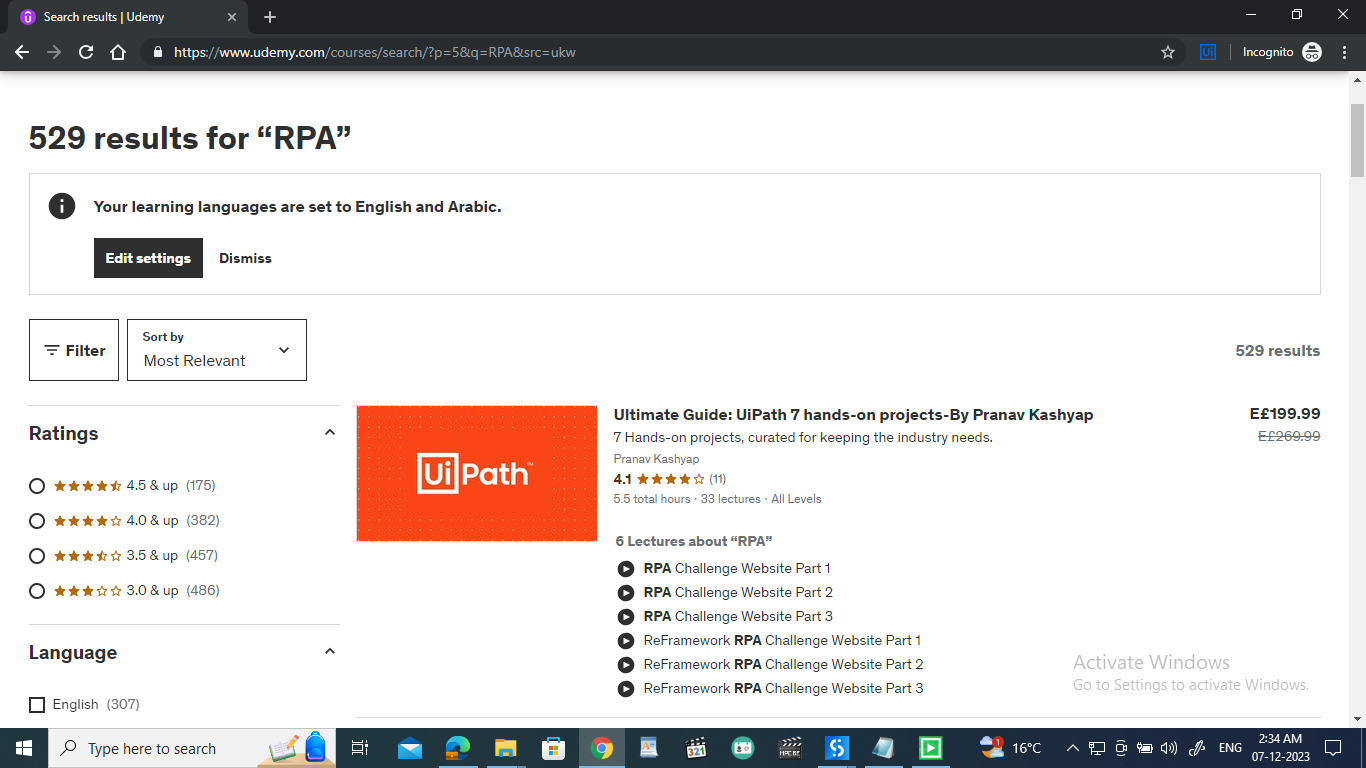 Search results | Udemy
https://www.udemy.com/courses/search/?p=5&q=RPA&src=ukw
Ui
Incognito
529 results for “RPA”
Your learning languages are set to English and Arabic.
Edit settings
Dismiss
Filter
Sort by
Most Relevant
529 results
Ratings
4.5 & up (175)
4.0 & up (382)
3.5 & up (457)
3.0 & up (486)
Language
English (307)
UiPath™
Ultimate Guide: UiPath 7 hands-on projects-By Pranav Kashyap
E£199.99
7 Hands-on projects, curated for keeping the industry needs.
E£269.99
Pranav Kashyap
4.1 (11)
5.5 total hours · 33 lectures · All Levels
6 Lectures about “RPA”
RPA Challenge Website Part 1
RPA Challenge Website Part 2
RPA Challenge Website Part 3
ReFramework RPA Challenge Website Part 1
ReFramework RPA Challenge Website Part 2
ReFramework RPA Challenge Website Part 3
Activate Windows
Go to Settings to activate Windows.
Type here to search
321
1
16°C
ENG
2:34 AM
07-12-2023